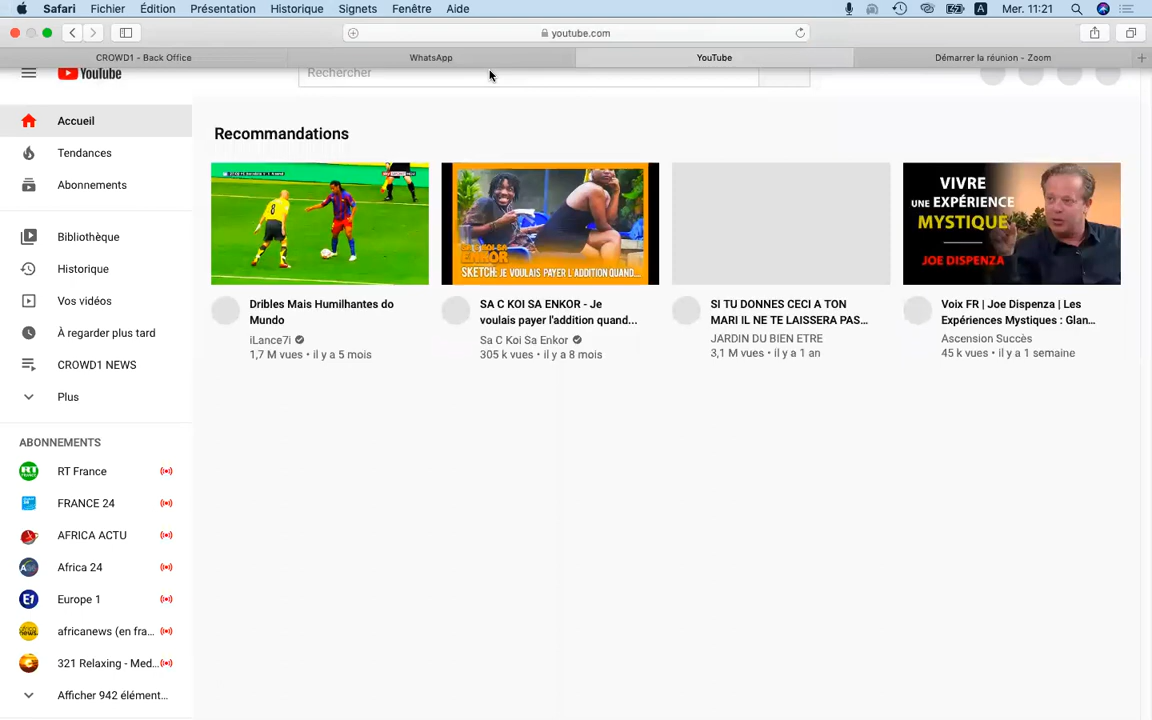 Safari Fichier Édition Présentation Historique Signets Fenêtre Aide Mer. 11:21
youtube.com
CROWD1 - Back Office WhatsApp YouTube Démarrer la réunion - Zoom
YouTube
Rechercher
Accueil
Tendances
Abonnements
Bibliothèque
Historique
Vos vidéos
À regarder plus tard
CROWD1 NEWS
Plus
ABONNEMENTS
RT France
FRANCE 24
AFRICA ACTU
Africa 24
Europe 1
africanews (en fra...
321 Relaxing - Med...
Afficher 942 élément...
Recommandations
Dribles Mais Humilhantes do
Mundo
iLance7i
1,7 M vues • il y a 5 mois
SKETCH: JE VOULAIS PAYER L'ADDITION QUAND...
SA C KOI SA ENKOR - Je
voulais payer l'addition quand...
Sa C Koi Sa Enkor
305 k vues • il y a 8 mois
SI TU DONNES CECI A TON
MARI IL NE TE LAISSERA PAS...
JARDIN DU BIEN ETRE
3,1 M vues • il y a 1 an
VIVRE
UNE EXPÉRIENCE
MYSTIQUE
JOE DISPENZA
Voix FR | Joe Dispenza | Les
Expériences Mystiques : Glan...
Ascension Succès
45 k vues • il y a 1 semaine